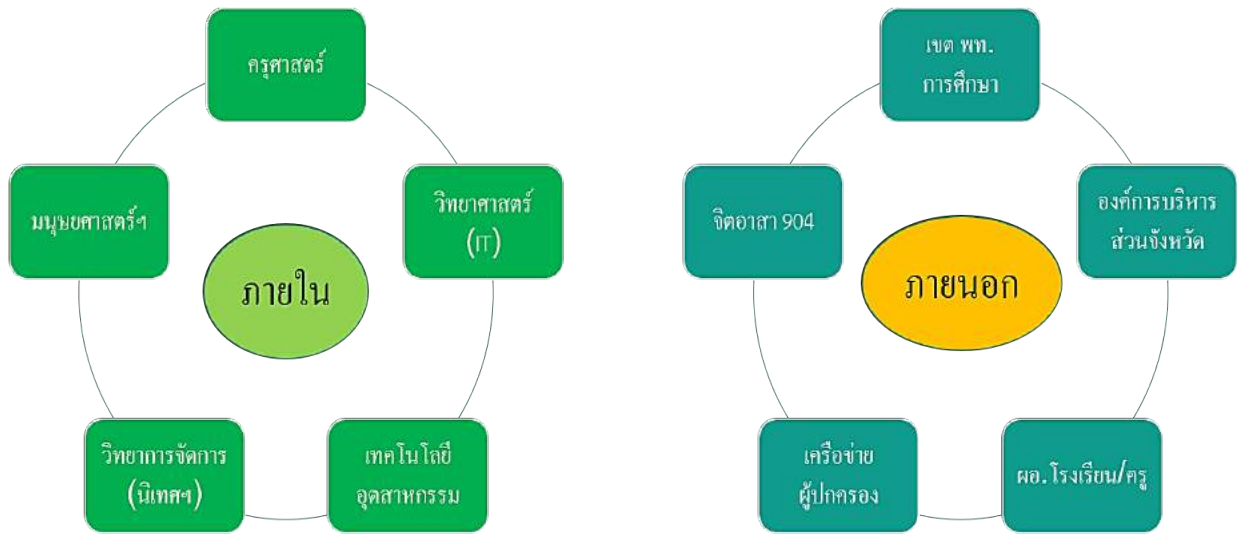 ครุศาสตร์
วิทยาศาสตร์
(IT)
เทคโนโลยี
อุตสาหกรรม
วิทยาการจัดการ
(นิเทศฯ)
มนุษยศาสตร์ฯ
ภายใน
เขต พท.
การศึกษา
องค์การบริหาร
ส่วนจังหวัด
ผอ.โรงเรียน/ครู
เครือข่าย
ผู้ปกครอง
จิตอาสา 904
ภายนอก